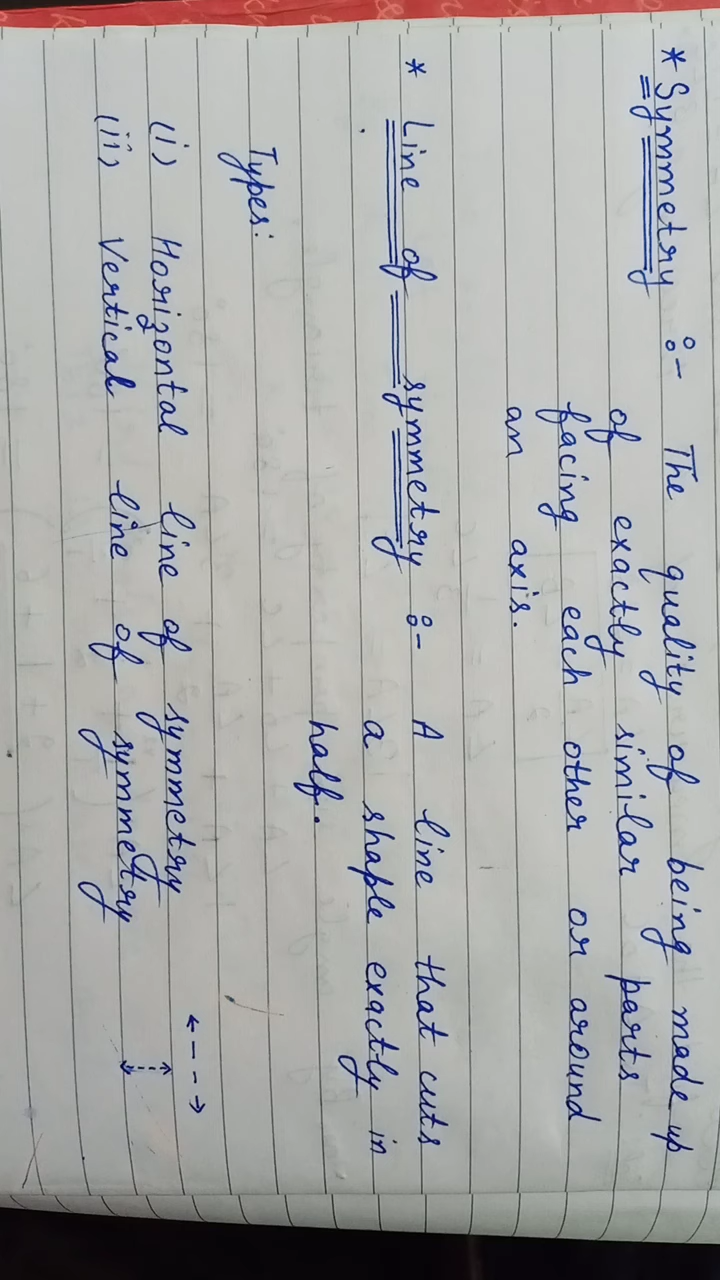 * Symmetry :- The quality of being made up
of exactly similar parts
facing each other or around
an axis.
* Line of symmetry :- A line that cuts
a shaple exactly in
half.
Types:
(i) Horizontal line of symmetry
(ii) Vertical line of symmetry